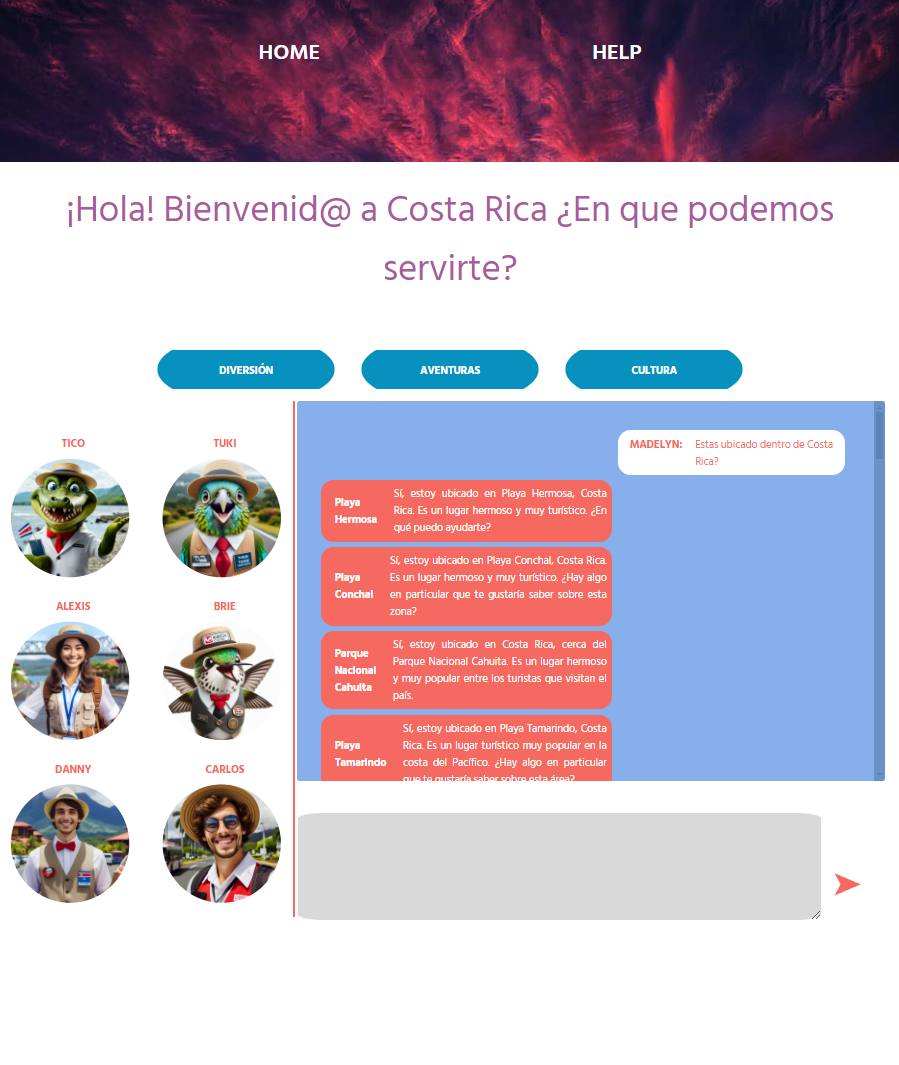 HOME
HELP
¡Hola! Bienvenid@ a Costa Rica ¿En que podemos
servirte?
DIVERSIÓN
AVENTURAS
CULTURA
TICO
TUKI
ALEXIS
BRIE
DANNY
CARLOS
MADELYN:
Estas ubicado dentro de Costa
Rica?
Playa
Hermosa
Sí, estoy ubicado en Playa Hermosa, Costa
Rica. Es un lugar hermoso y muy turístico. ¿En
qué puedo ayudarte?
Playa
Conchal
Sí, estoy ubicado en Playa Conchal, Costa Rica.
Es un lugar hermoso y muy turístico. ¿Hay algo
en particular que te gustaría saber sobre esta
zona?
Parque
Nacional
Cahuita
Sí, estoy ubicado en Costa Rica, cerca del
Parque Nacional Cahuita. Es un lugar hermoso
y muy popular entre los turistas que visitan el
país.
Playa
Tamarindo
Sí, estoy ubicado en Playa Tamarindo, Costa
Rica. Es un lugar turístico muy popular en la
costa del Pacífico. ¿Hay algo en particular
que te gustaría saber sobre esta área?